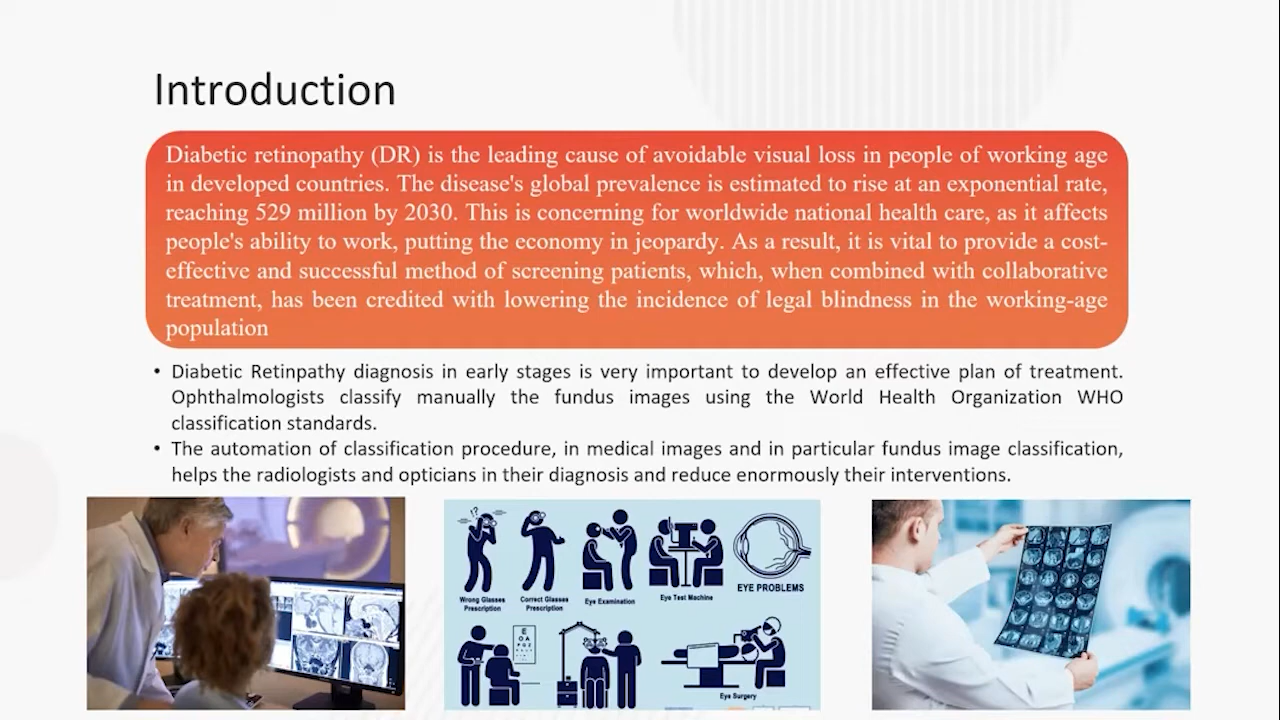 Introduction
Diabetic retinopathy (DR) is the leading cause of avoidable visual loss in people of working age
in developed countries. The disease's global prevalence is estimated to rise at an exponential rate,
reaching 529 million by 2030. This is concerning for worldwide national health care, as it affects
people's ability to work, putting the economy in jeopardy. As a result, it is vital to provide a cost-
effective and successful method of screening patients, which, when combined with collaborative
treatment, has been credited with lowering the incidence of legal blindness in the working-age
population
• Diabetic Retinpathy diagnosis in early stages is very important to develop an effective plan of treatment.
Ophthalmologists classify manually the fundus images using the World Health Organization WHO
classification standards.
• The automation of classification procedure, in medical images and in particular fundus image classification,
helps the radiologists and opticians in their diagnosis and reduce enormously their interventions.
Wrong Glasses
Prescription
Correct Glasses
Prescription
Eye Examination
Eye Test Machine
EYE PROBLEMS
Eye Surgery